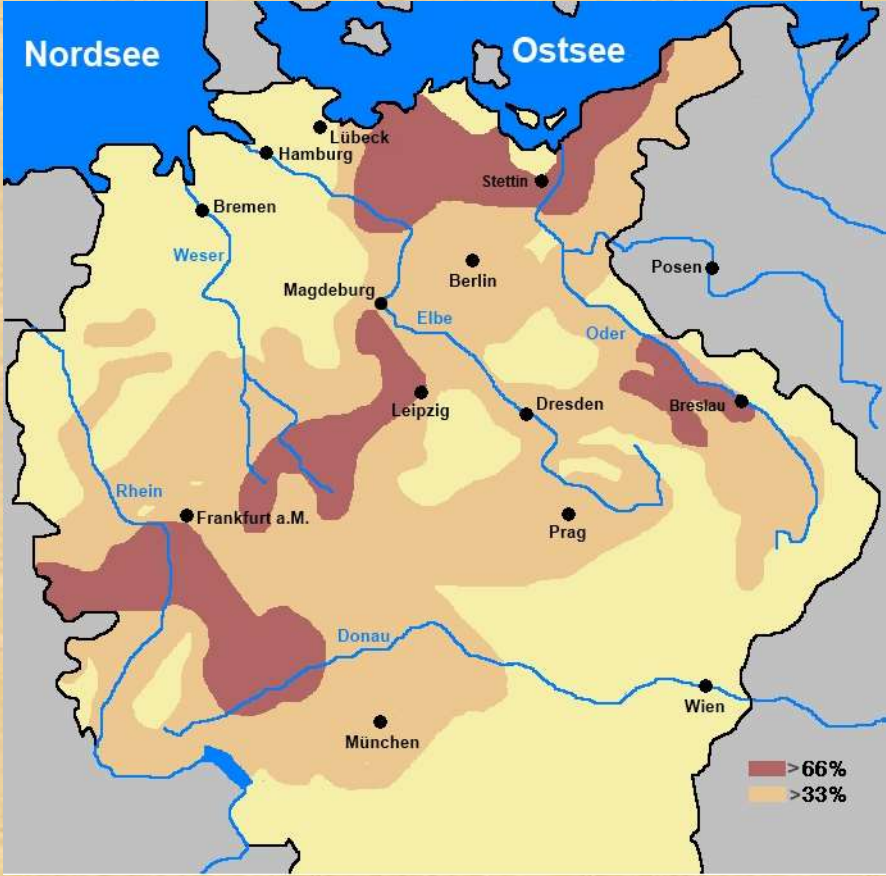 Nordsee
Ostsee
Lübeck
Hamburg
Stettin
Bremen
Weser
Berlin
Posen
Magdeburg
Elbe
Oder
Leipzig
Dresden
Breslau
Rhein
Frankfurt a.M.
Prag
Donau
Wien
München
>66%
>33%